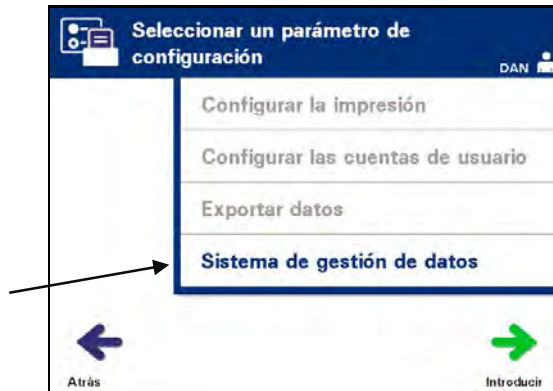 Seleccionar un parámetro de
configuración
DAN
Configurar la impresión
Configurar las cuentas de usuario
Exportar datos
Sistema de gestión de datos
Atrás
Introducir